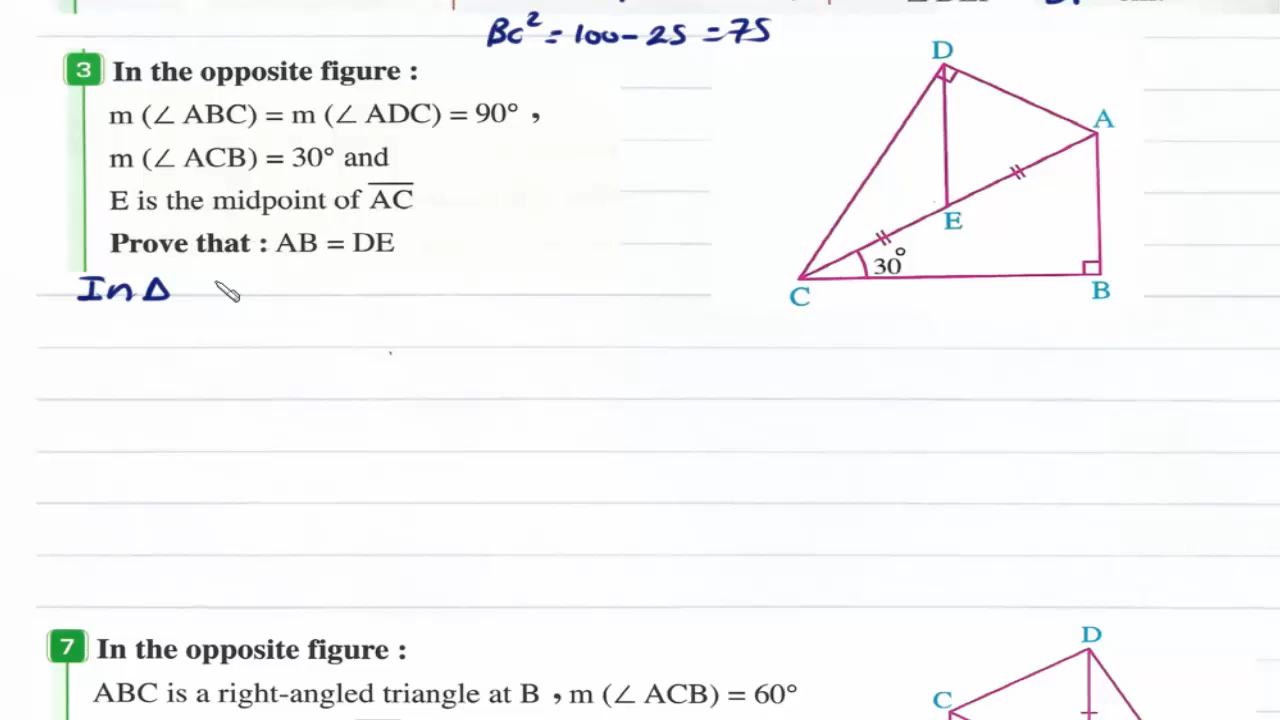 Bc² = 100 - 25 = 75
3 In the opposite figure :
m (∠ ABC) = m (∠ ADC) = 90° ,
m (∠ ACB) = 30° and
E is the midpoint of A͞C͞
Prove that : AB = DE
In Δ
D
A
E
30°
C
B
7 In the opposite figure :
ABC is a right-angled triangle at B , m (∠ ACB) = 60°
D
C